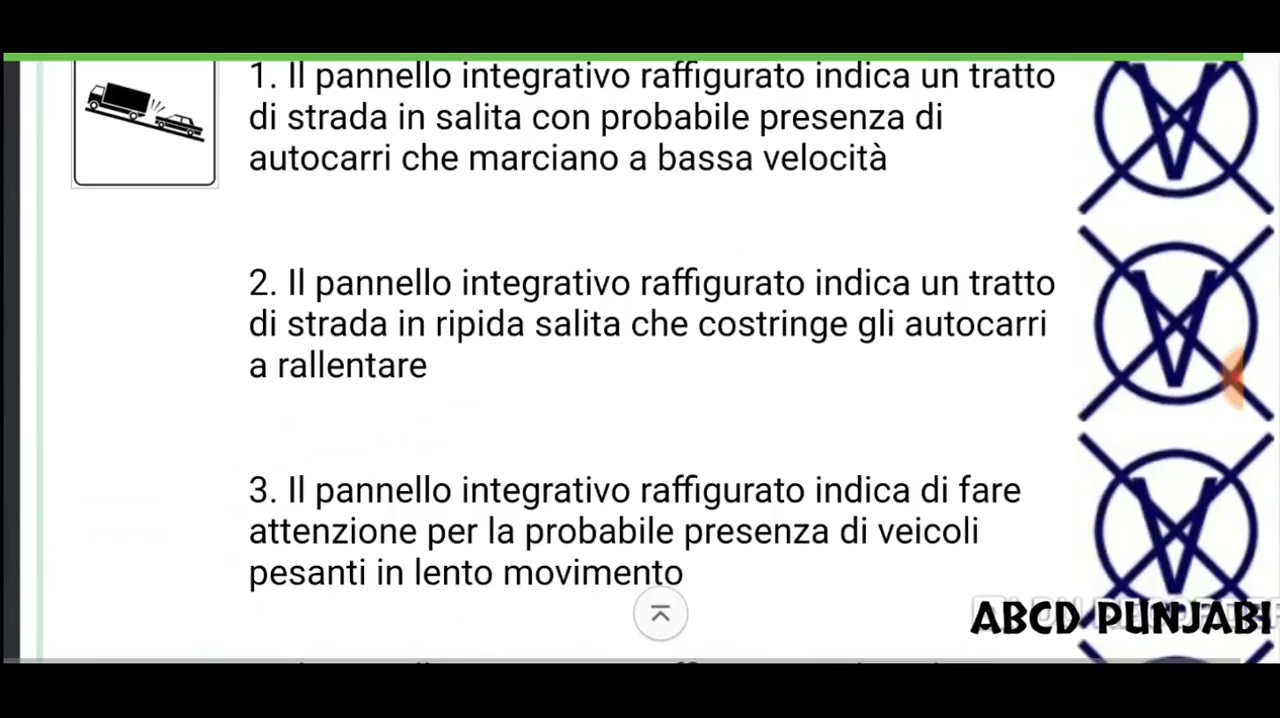 1. Il pannello integrativo raffigurato indica un tratto
di strada in salita con probabile presenza di
autocarri che marciano a bassa velocità
V
2. Il pannello integrativo raffigurato indica un tratto
di strada in ripida salita che costringe gli autocarri
a rallentare
V
3. Il pannello integrativo raffigurato indica di fare
attenzione per la probabile presenza di veicoli
pesanti in lento movimento
V
ABCD PUNJABI